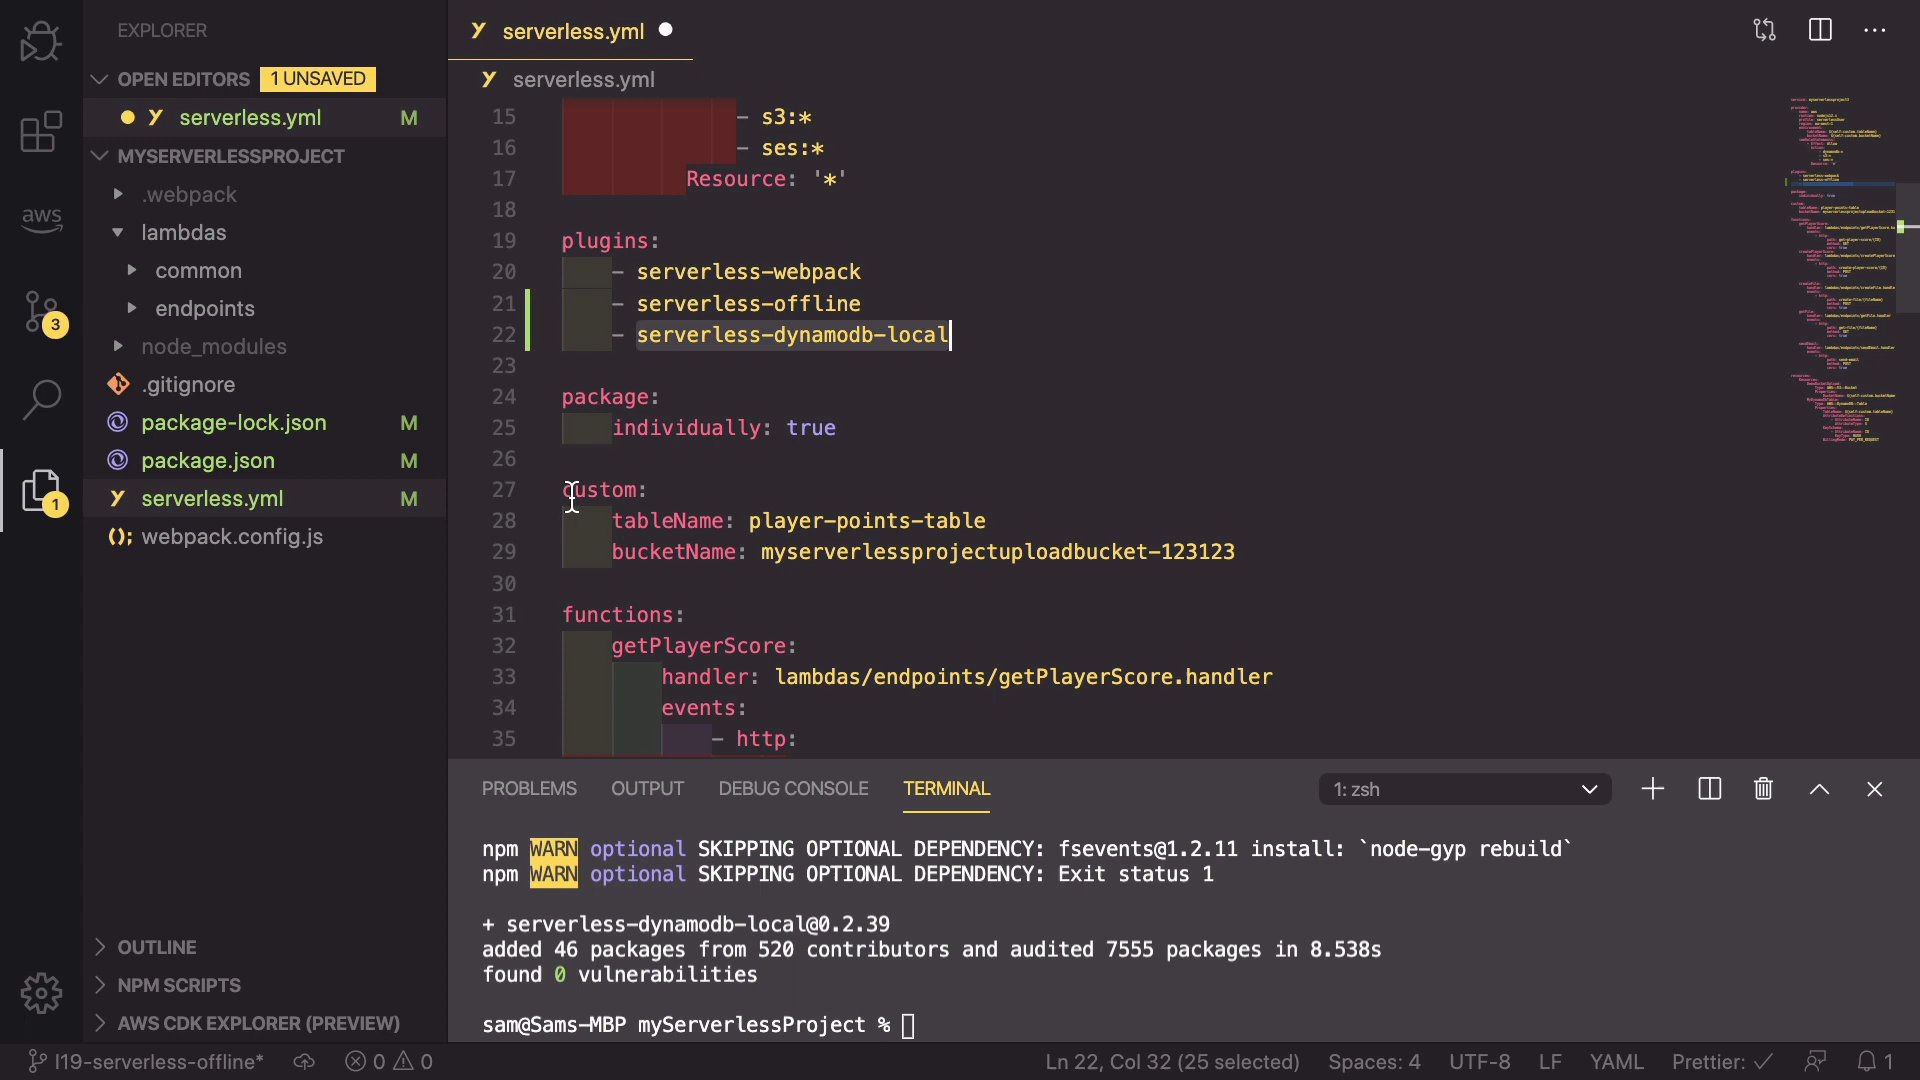 EXPLORER
OPEN EDITORS 1 UNSAVED
serverless.yml M
MYSERVERLESSPROJECT
.webpack
lambdas
common
endpoints
node_modules
.gitignore
package-lock.json M
package.json M
serverless.yml M
webpack.config.js
OUTLINE
NPM SCRIPTS
AWS CDK EXPLORER (PREVIEW)
aws
3
1
serverless.yml
serverless.yml
15 - s3:*
16 - ses:*
17 Resource: '*'
18
19 plugins:
20 - serverless-webpack
21 - serverless-offline
22 - serverless-dynamodb-local
23
24 package:
25 individually: true
26
27 custom:
28 tableName: player-points-table
29 bucketName: myserverlessprojectuploadbucket-123123
30
31 functions:
32 getPlayerScore:
33 handler: lambdas/endpoints/getPlayerScore.handler
34 events:
35 - http:
PROBLEMS OUTPUT DEBUG CONSOLE TERMINAL 1: zsh
npm WARN optional SKIPPING OPTIONAL DEPENDENCY: fsevents@1.2.11 install: `node-gyp rebuild`
npm WARN optional SKIPPING OPTIONAL DEPENDENCY: Exit status 1
+ serverless-dynamodb-local@0.2.39
added 46 packages from 520 contributors and audited 7555 packages in 8.538s
found 0 vulnerabilities
sam@Sams-MBP myServerlessProject %
l19-serverless-offline* 0 0 Ln 22, Col 32 (25 selected) Spaces: 4 UTF-8 LF YAML Prettier: ✓ 1